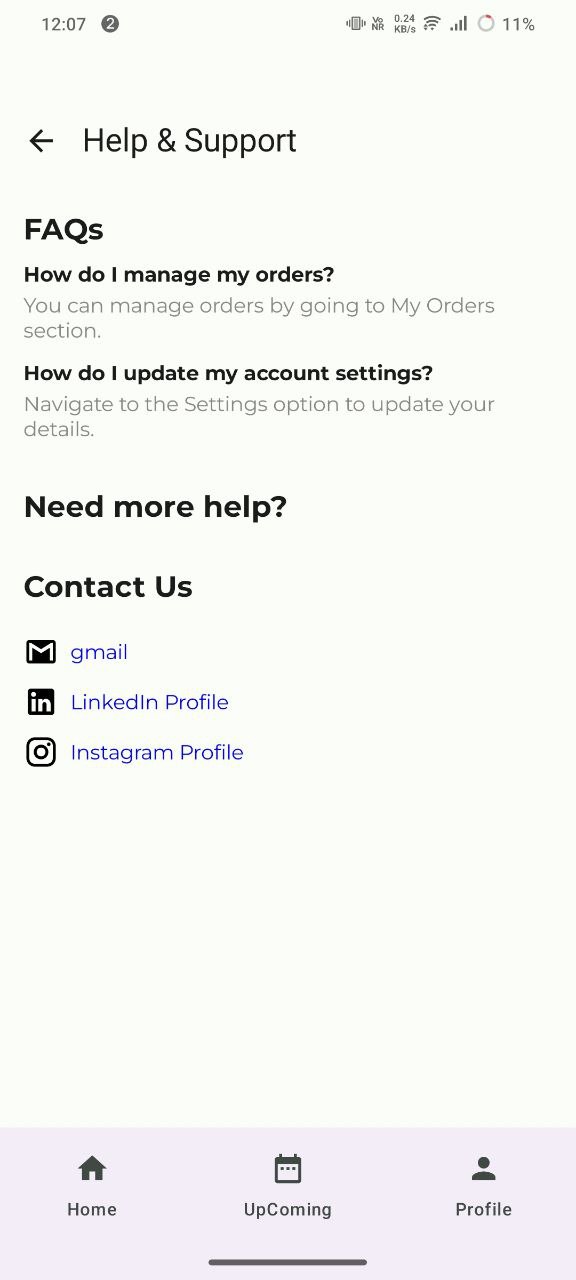 12:07 2 Vo NR 0.24 KB/s 11%
Help & Support
FAQs
How do I manage my orders?
You can manage orders by going to My Orders
section.
How do I update my account settings?
Navigate to the Settings option to update your
details.
Need more help?
Contact Us
gmail
LinkedIn Profile
Instagram Profile
Home UpComing Profile